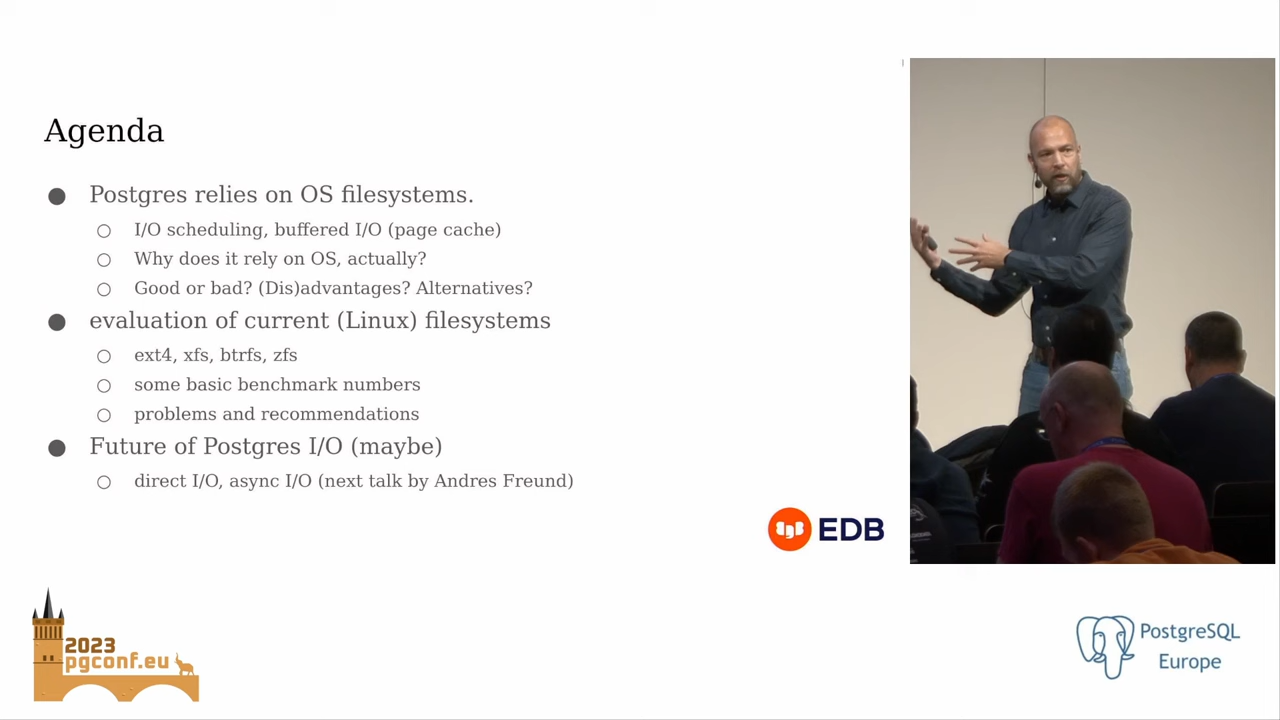 Agenda
● Postgres relies on OS filesystems.
○ I/O scheduling, buffered I/O (page cache)
○ Why does it rely on OS, actually?
○ Good or bad? (Dis)advantages? Alternatives?
● evaluation of current (Linux) filesystems
○ ext4, xfs, btrfs, zfs
○ some basic benchmark numbers
○ problems and recommendations
● Future of Postgres I/O (maybe)
○ direct I/O, async I/O (next talk by Andres Freund)
EDB
2023
pgconf.eu
PostgreSQL
Europe